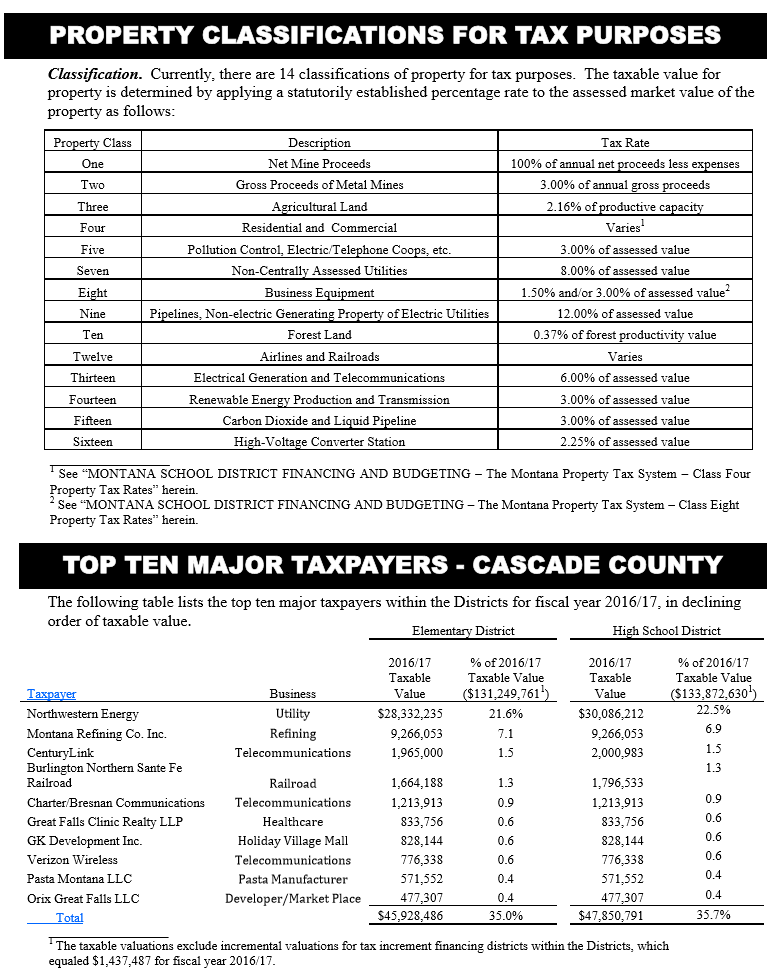 PROPERTY CLASSIFICATIONS FOR TAX PURPOSES
Classification. Currently, there are 14 classifications of property for tax purposes. The taxable value for
property is determined by applying a statutorily established percentage rate to the assessed market value of the
property as follows:
Property Class Description Tax Rate
One Net Mine Proceeds 100% of annual net proceeds less expenses
Two Gross Proceeds of Metal Mines 3.00% of annual gross proceeds
Three Agricultural Land 2.16% of productive capacity
Four Residential and Commercial Varies¹
Five Pollution Control, Electric/Telephone Coops, etc. 3.00% of assessed value
Seven Non-Centrally Assessed Utilities 8.00% of assessed value
Eight Business Equipment 1.50% and/or 3.00% of assessed value²
Nine Pipelines, Non-electric Generating Property of Electric Utilities 12.00% of assessed value
Ten Forest Land 0.37% of forest productivity value
Twelve Airlines and Railroads Varies
Thirteen Electrical Generation and Telecommunications 6.00% of assessed value
Fourteen Renewable Energy Production and Transmission 3.00% of assessed value
Fifteen Carbon Dioxide and Liquid Pipeline 3.00% of assessed value
Sixteen High-Voltage Converter Station 2.25% of assessed value
¹ See “MONTANA SCHOOL DISTRICT FINANCING AND BUDGETING – The Montana Property Tax System – Class Four
Property Tax Rates” herein.
² See “MONTANA SCHOOL DISTRICT FINANCING AND BUDGETING – The Montana Property Tax System – Class Eight
Property Tax Rates” herein.
TOP TEN MAJOR TAXPAYERS - CASCADE COUNTY
The following table lists the top ten major taxpayers within the Districts for fiscal year 2016/17, in declining
order of taxable value.
Elementary District High School District
2016/17 % of 2016/17 2016/17 % of 2016/17
Taxable Taxable Value Taxable Taxable Value
Taxpayer Business Value ($131,249,761¹) Value ($133,872,630¹)
Northwestern Energy Utility $28,332,235 21.6% $30,086,212 22.5%
Montana Refining Co. Inc. Refining 9,266,053 7.1 9,266,053 6.9
CenturyLink Telecommunications 1,965,000 1.5 2,000,983 1.5
Burlington Northern Sante Fe
Railroad Railroad 1,664,188 1.3 1,796,533 1.3
Charter/Bresnan Communications Telecommunications 1,213,913 0.9 1,213,913 0.9
Great Falls Clinic Realty LLP Healthcare 833,756 0.6 833,756 0.6
GK Development Inc. Holiday Village Mall 828,144 0.6 828,144 0.6
Verizon Wireless Telecommunications 776,338 0.6 776,338 0.6
Pasta Montana LLC Pasta Manufacturer 571,552 0.4 571,552 0.4
Orix Great Falls LLC Developer/Market Place 477,307 0.4 477,307 0.4
Total $45,928,486 35.0% $47,850,791 35.7%
¹ The taxable valuations exclude incremental valuations for tax increment financing districts within the Districts, which
equaled $1,437,487 for fiscal year 2016/17.